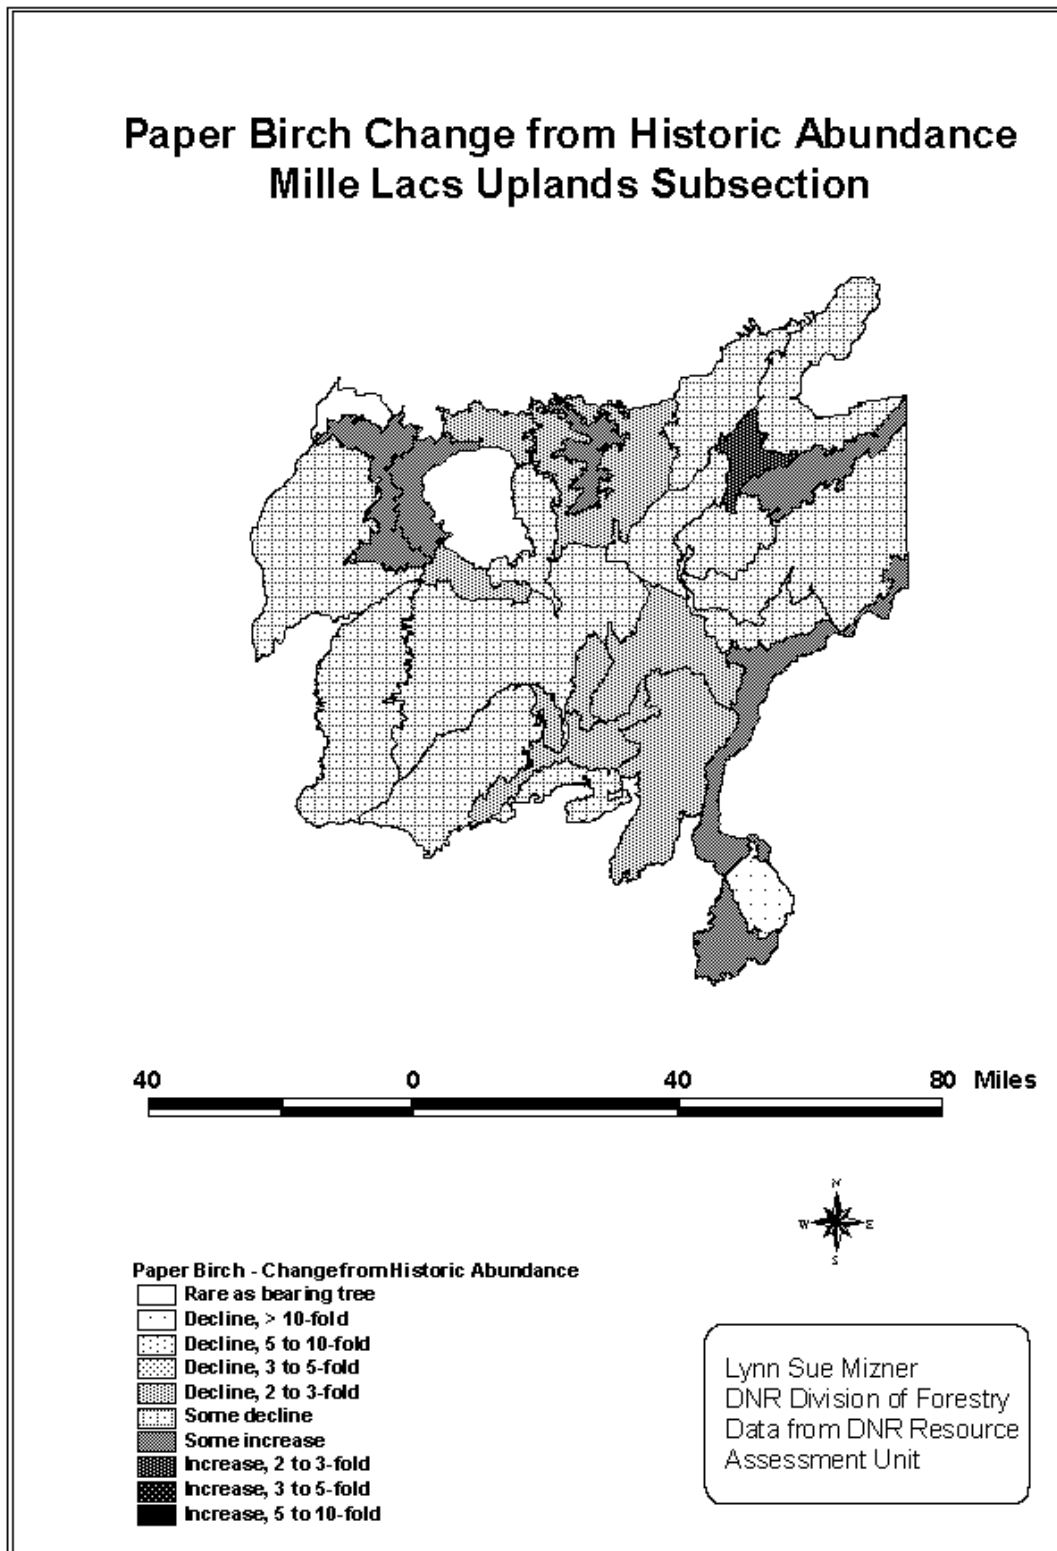 Paper Birch Change from Historic Abundance
Mille Lacs Uplands Subsection
40 0 40 80 Miles
N
W E
S
Paper Birch - Change from Historic Abundance
Rare as bearing tree
Decline, > 10-fold
Decline, 5 to 10-fold
Decline, 3 to 5-fold
Decline, 2 to 3-fold
Some decline
Some increase
Increase, 2 to 3-fold
Increase, 3 to 5-fold
Increase, 5 to 10-fold
Lynn Sue Mizner
DNR Division of Forestry
Data from DNR Resource
Assessment Unit